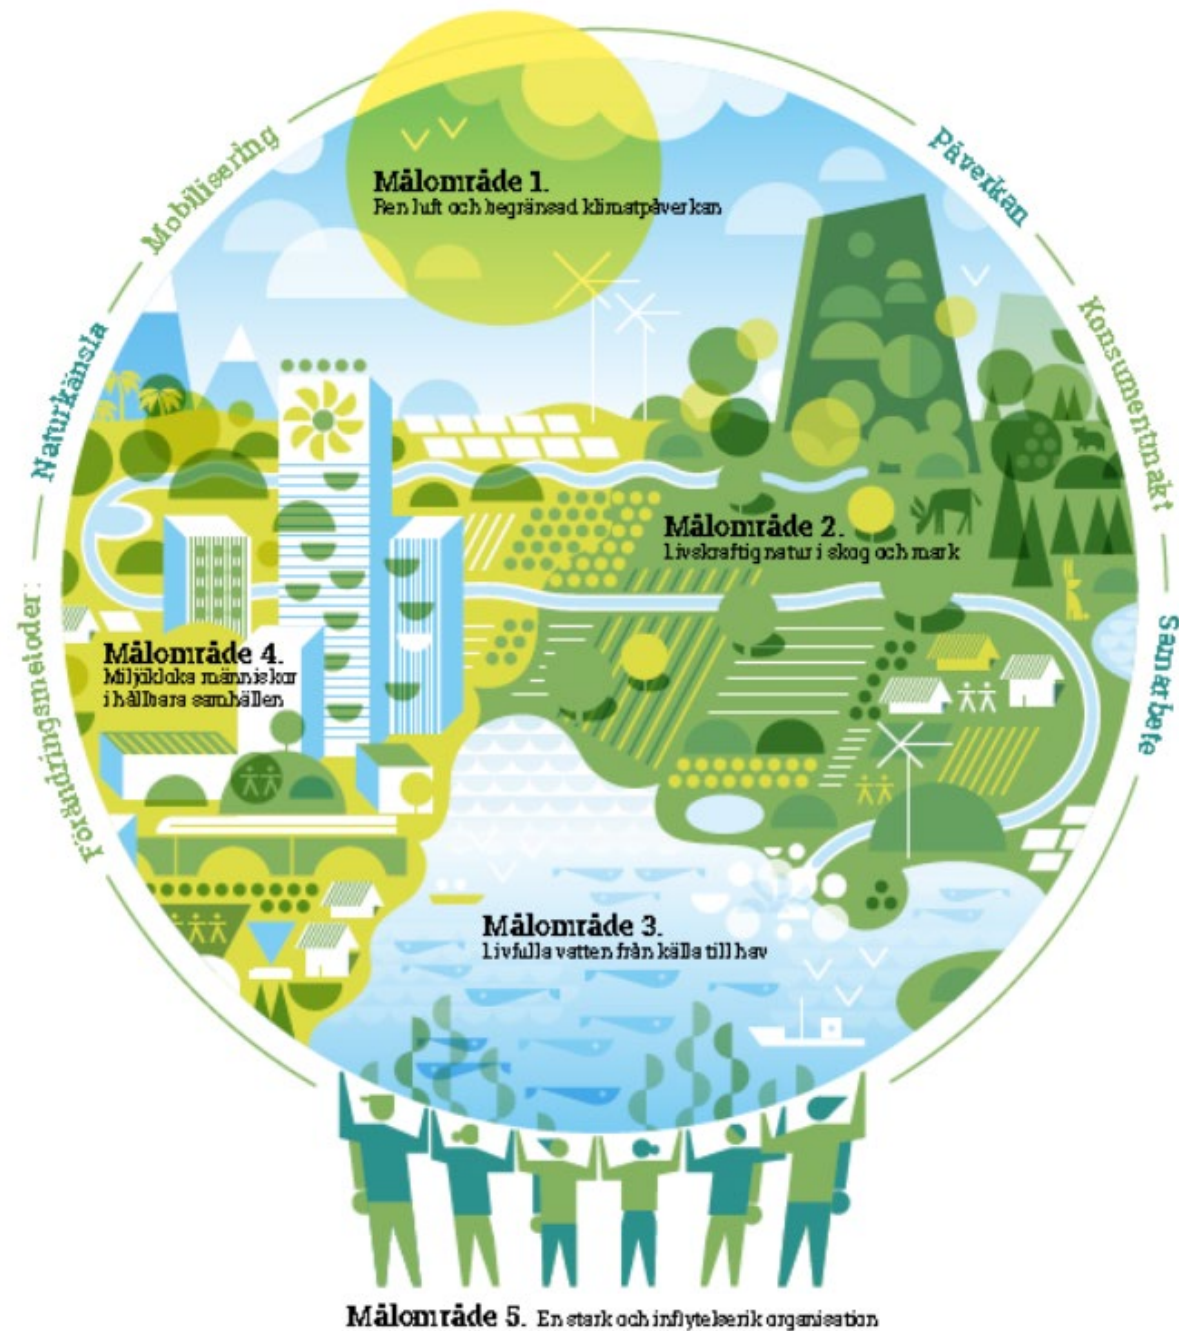 Målområde 1.
Ren luft och begränsad klimatpåverkan
Målområde 2.
Livskraftig natur i skog och mark
Målområde 3.
Livfulla vatten från källa till hav
Målområde 4.
Miljökloka människor
i hållbara samhällen
Målområde 5. En stark och inflytelserik organisation
Förändringsmetoder:
Naturkänsla
Mobilisering
Påverkan
Konsumentmakt
Samarbete